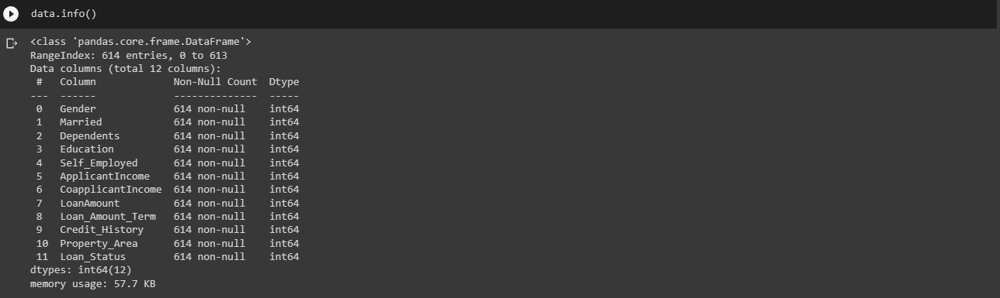 data.info()
<class 'pandas.core.frame.DataFrame'>
RangeIndex: 614 entries, 0 to 613
Data columns (total 12 columns):
 #   Column             Non-Null Count  Dtype
---  ------             --------------  -----
 0   Gender             614 non-null    int64
 1   Married            614 non-null    int64
 2   Dependents         614 non-null    int64
 3   Education          614 non-null    int64
 4   Self_Employed      614 non-null    int64
 5   ApplicantIncome    614 non-null    int64
 6   CoapplicantIncome  614 non-null    int64
 7   LoanAmount         614 non-null    int64
 8   Loan_Amount_Term   614 non-null    int64
 9   Credit_History     614 non-null    int64
 10  Property_Area      614 non-null    int64
 11  Loan_Status        614 non-null    int64
dtypes: int64(12)
memory usage: 57.7 KB